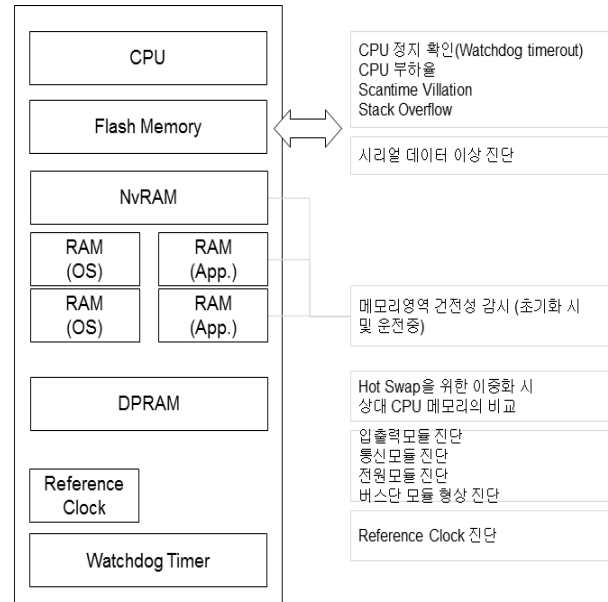 CPU
Flash Memory
NvRAM
RAM
(OS)
RAM
(App.)
RAM
(OS)
RAM
(App.)
DPRAM
Reference
Clock
Watchdog Timer
CPU 정지 확인(Watchdog timerout)
CPU 부하율
Scantime Villation
Stack Overflow
시리얼 데이터 이상 진단
메모리영역 건전성 감시 (초기화 시
및 운전중)
Hot Swap을 위한 이중화 시
상대 CPU 메모리의 비교
입출력모듈 진단
통신모듈 진단
전원모듈 진단
버스단 모듈 형상 진단
Reference Clock 진단